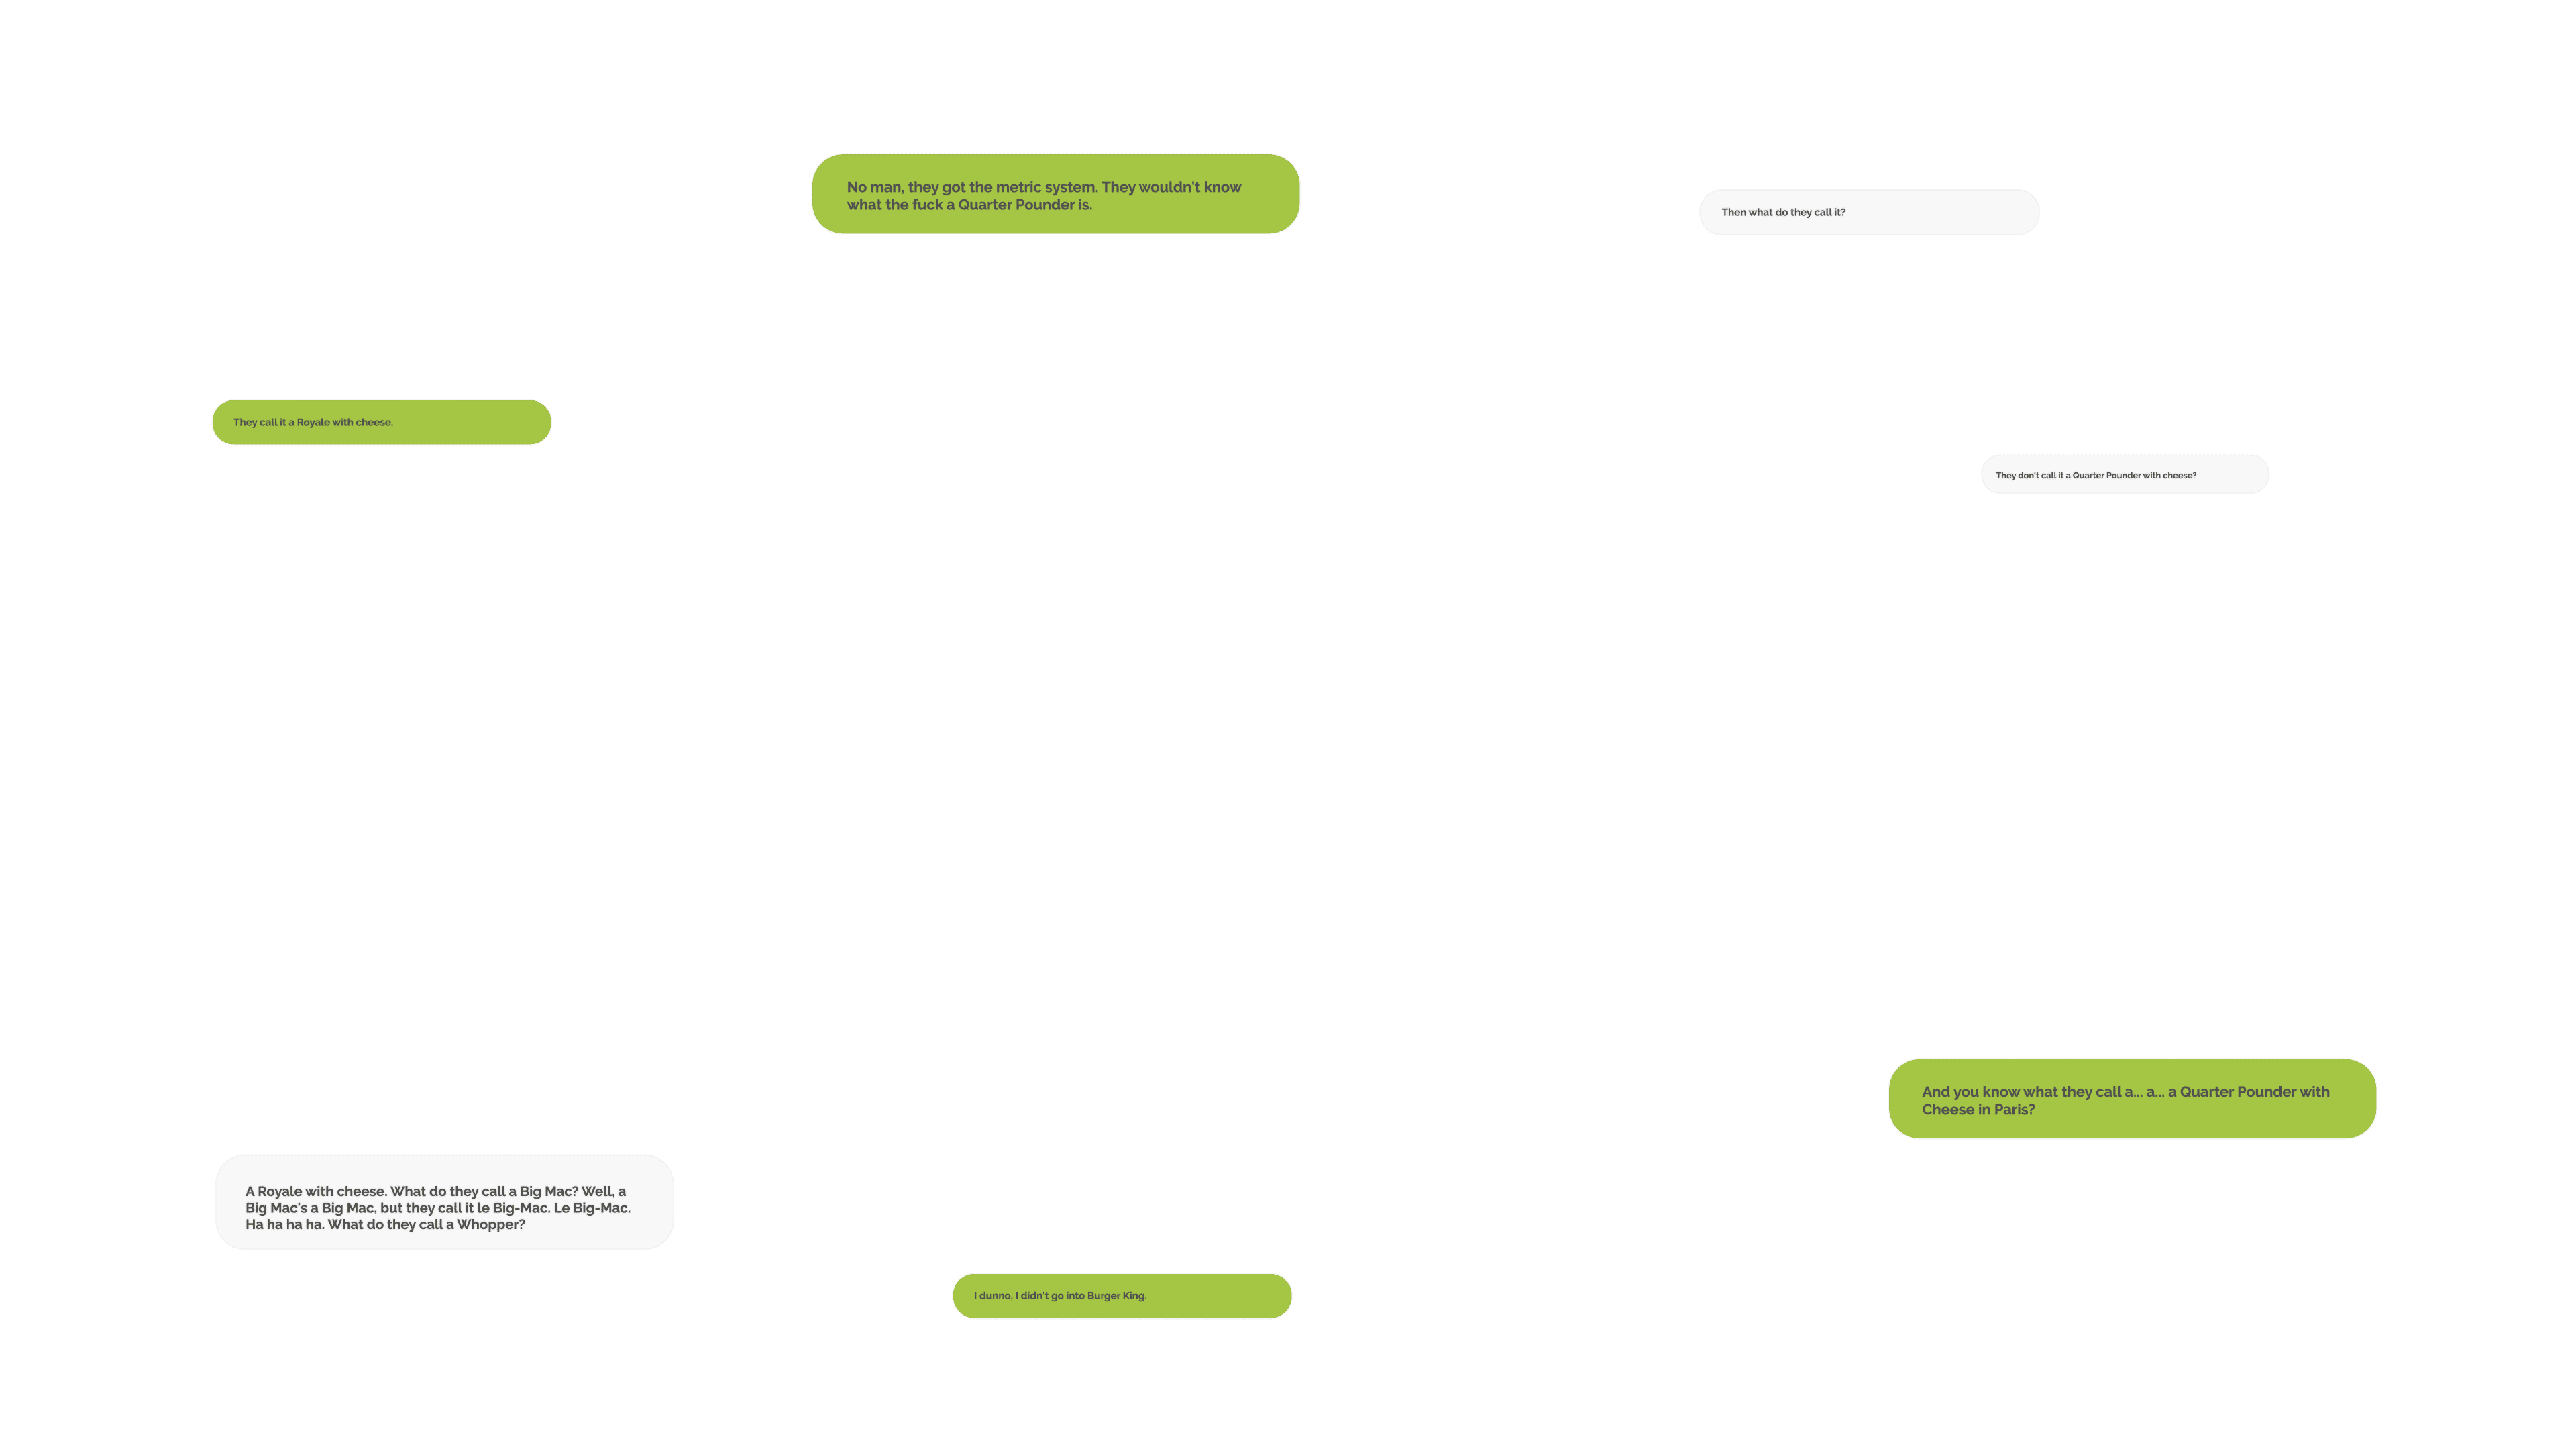 No man, they got the metric system. They wouldn't know
what the fuck a Quarter Pounder is.
Then what do they call it?
They call it a Royale with cheese.
They don't call it a Quarter Pounder with cheese?
And you know what they call a... a... a Quarter Pounder with
Cheese in Paris?
A Royale with cheese. What do they call a Big Mac? Well, a
Big Mac's a Big Mac, but they call it le Big-Mac. Le Big-Mac.
Ha ha ha ha. What do they call a Whopper?
I dunno, I didn't go into Burger King.